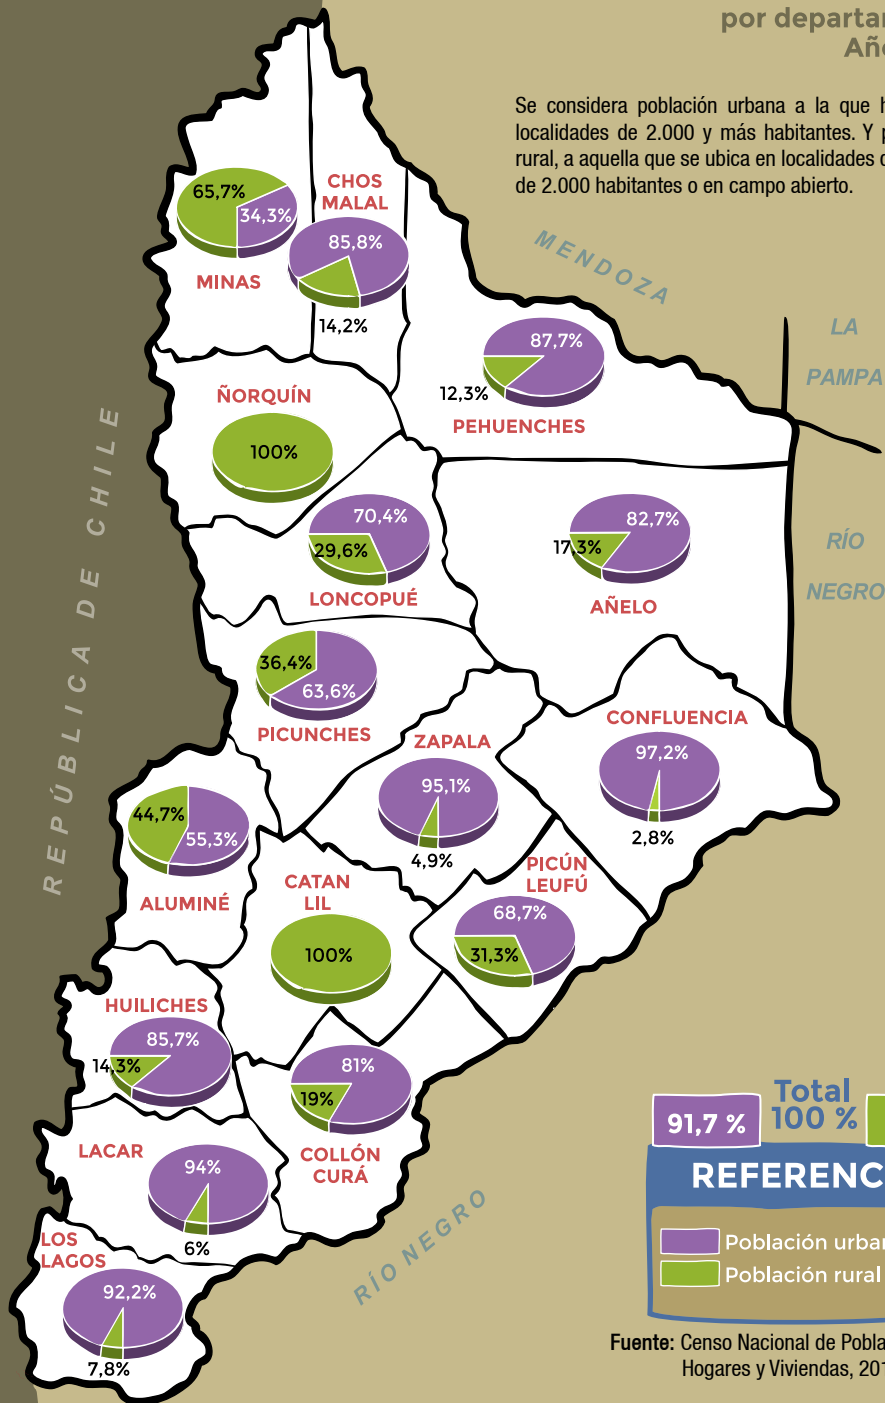 por departa
Añ
Se considera población urbana a la que
localidades de 2.000 y más habitantes. Y
rural, a aquella que se ubica en localidades
de 2.000 habitantes o en campo abierto.
65,7%
34,3%
MINAS
CHOS
MALAL
85,8%
14,2%
MENDOZA
LA
PAMPA
87,7%
12,3%
PEHUENCHES
ÑORQUÍN
100%
REPÚBLICA DE CHILE
70,4%
29,6%
LONCOPUÉ
82,7%
17,3%
AÑELO
RÍO
NEGRO
36,4%
63,6%
PICUNCHES
ZAPALA
95,1%
4,9%
CONFLUENCIA
97,2%
2,8%
44,7%
55,3%
ALUMINÉ
CATAN
LIL
100%
PICÚN
LEUFÚ
68,7%
31,3%
HUILICHES
85,7%
14,3%
81%
19%
COLLÓN
CURÁ
LACAR
94%
6%
LOS
LAGOS
92,2%
7,8%
RÍO NEGRO
91,7 %
Total
100 %
REFERENC
Población urba
Población rural
Fuente: Censo Nacional de Pobla
Hogares y Viviendas, 201